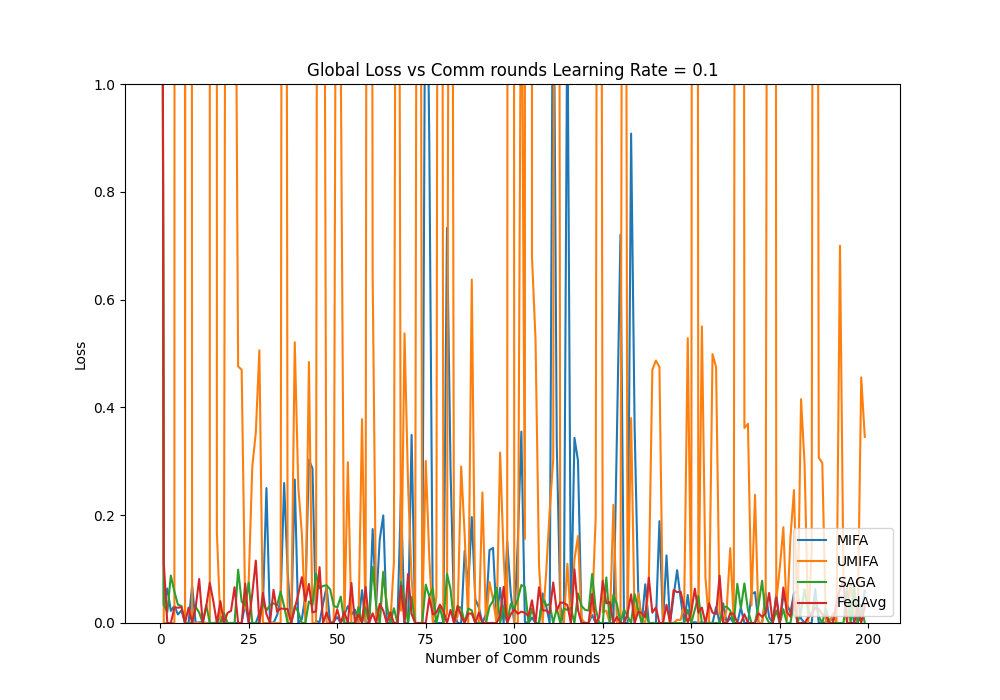 Global Loss vs Comm rounds Learning Rate = 0.1
1.0
0.8
0.6
0.4
0.2
0.0
Loss
0 25 50 75 100 125 150 175 200
Number of Comm rounds
MIFA
UMIFA
SAGA
FedAvg